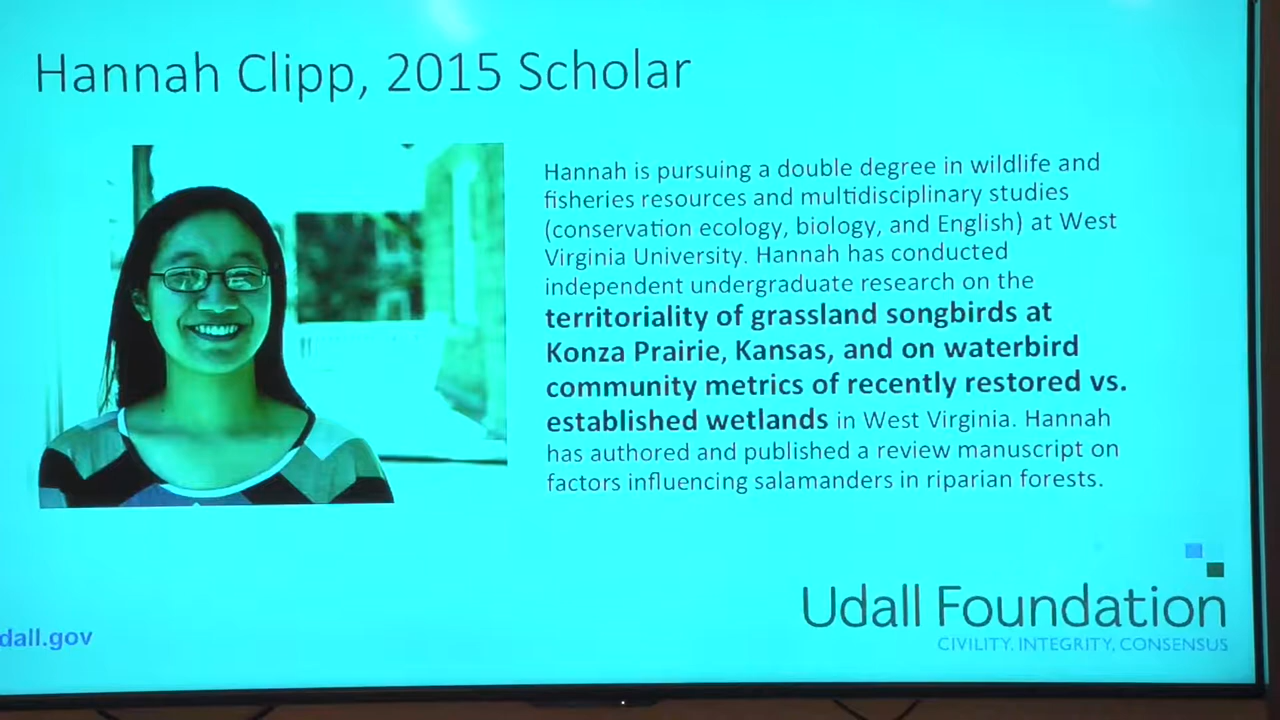 Hannah Clipp, 2015 Scholar
Hannah is pursuing a double degree in wildlife and
fisheries resources and multidisciplinary studies
(conservation ecology, biology, and English) at West
Virginia University. Hannah has conducted
independent undergraduate research on the
territoriality of grassland songbirds at
Konza Prairie, Kansas, and on waterbird
community metrics of recently restored vs.
established wetlands in West Virginia. Hannah
has authored and published a review manuscript on
factors influencing salamanders in riparian forests.
Udall Foundation
CIVILITY, INTEGRITY, CONSENSUS
dall.gov